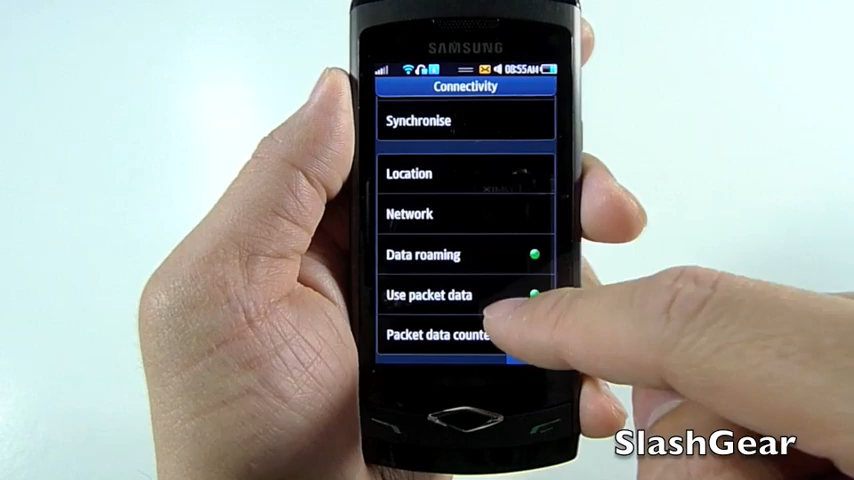 SAMSUNG
08:55AM
Connectivity
Synchronise
Location
Network
Data roaming
Use packet data
Packet data counte
SlashGear